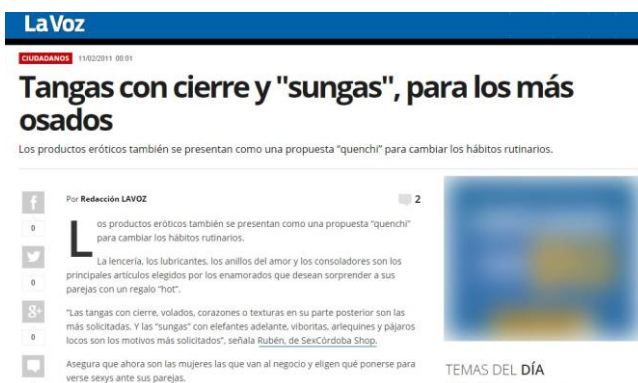 LaVoz
CIUDADANOS 11/02/2011 00:01
Tangas con cierre y "sungas", para los más
osados
Los productos eróticos también se presentan como una propuesta "quenchi" para cambiar los hábitos rutinarios.
Por Redacción LAVOZ
2
Los productos eróticos también se presentan como una propuesta "quenchi"
para cambiar los hábitos rutinarios.
La lencería, los lubricantes, los anillos del amor y los consoladores son los
principales artículos elegidos por los enamorados que desean sorprender a sus
parejas con un regalo "hot".
"Las tangas con cierre, volados, corazones o texturas en su parte posterior son las
más solicitadas. Y las "sungas" con elefantes adelante, viboritas, arlequines y pájaros
locos son los motivos más solicitados", señala Rubén, de SexCórdoba Shop.
Asegura que ahora son las mujeres las que van al negocio y eligen qué ponerse para
verse sexys ante sus parejas.
f
0
0
8+
0
TEMAS DEL DÍA